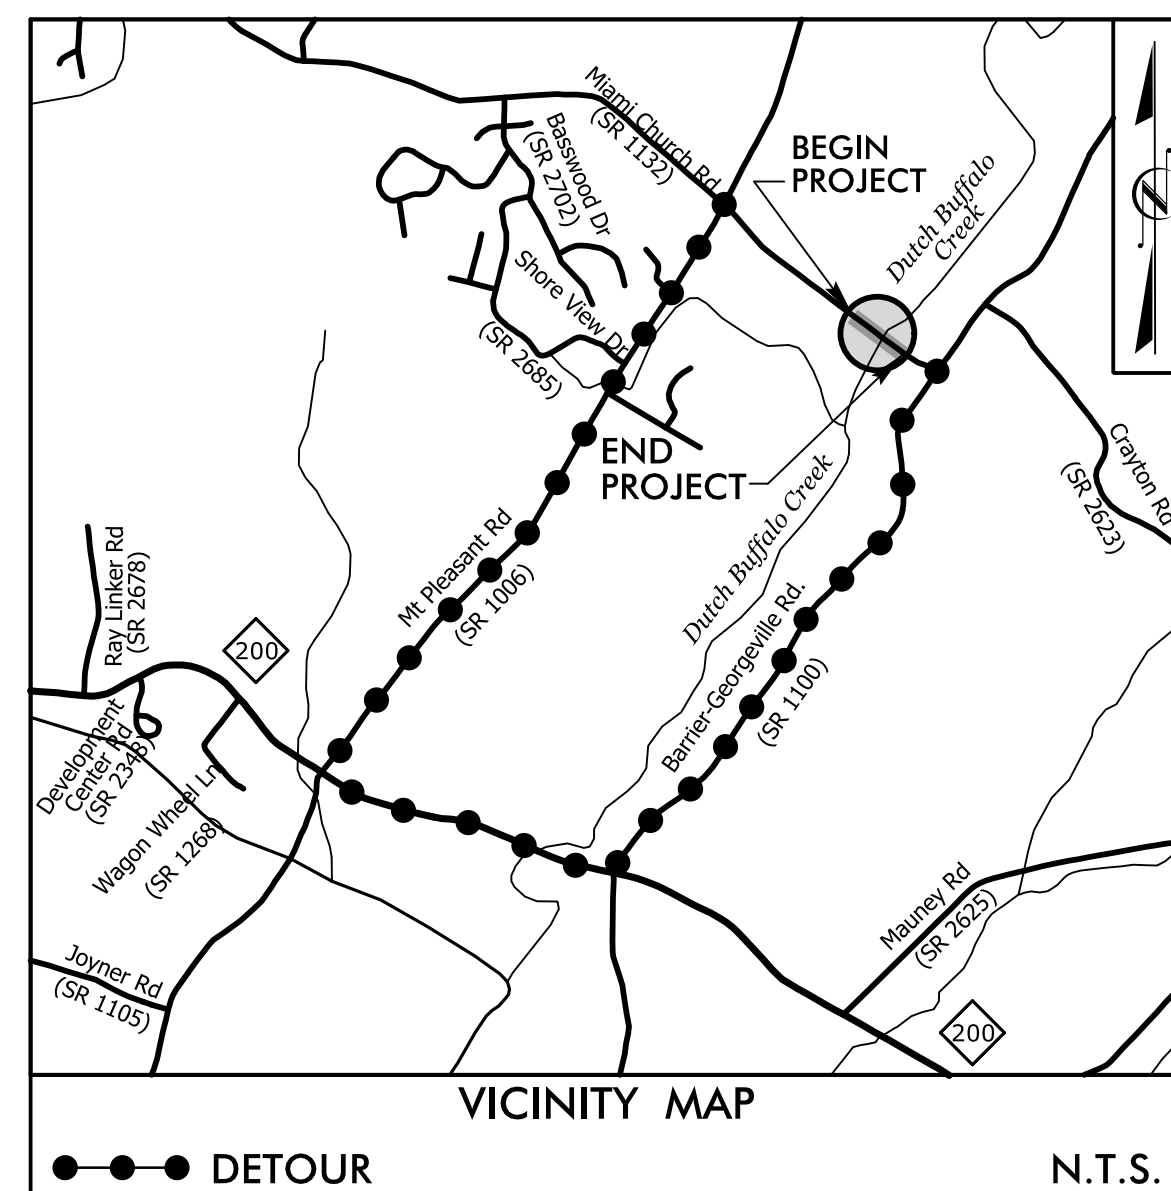 Miami Church Rd
(SR 1132)
BEGIN
PROJECT
Basswood Dr
(SR 2702)
Dutch Buffalo
Creek
Shore View Dr
(SR 2685)
END
PROJECT
Crayton Rd
(SR 2623)
Dutch Buffalo Creek
Mt Pleasant Rd
(SR 1006)
Ray Linker Rd
(SR 2678)
200
Barrier-Georgeville Rd.
(SR 1100)
Development
Center Rd
(SR 2348)
Wagon Wheel Ln
(SR 1268)
Mauney Rd
(SR 2625)
Joyner Rd
(SR 1105)
200
VICINITY MAP
DETOUR
N.T.S.